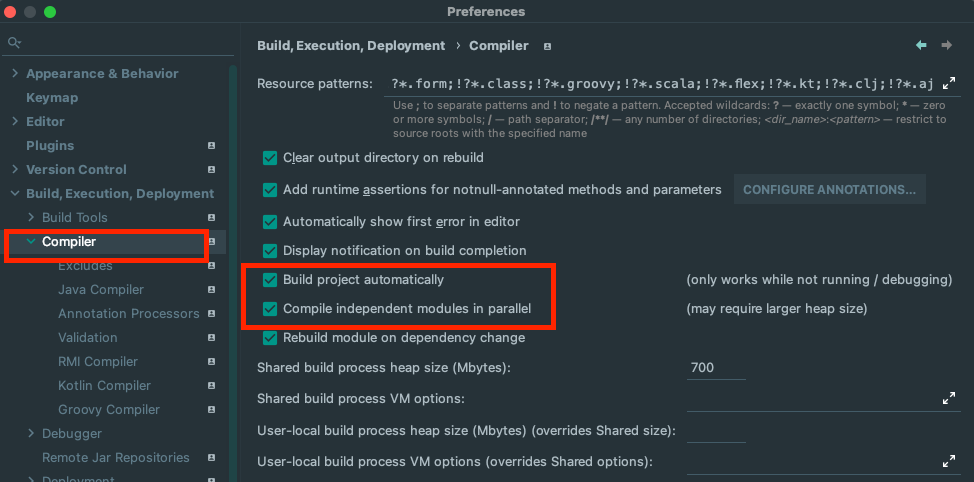 Preferences
Appearance & Behavior
Keymap
Editor
Plugins
Version Control
Build, Execution, Deployment
Build Tools
Compiler
Excludes
Java Compiler
Annotation Processors
Validation
RMI Compiler
Kotlin Compiler
Groovy Compiler
Debugger
Remote Jar Repositories
Deployment
Build, Execution, Deployment › Compiler
Resource patterns: ?*.form;!?*.class;!?*.groovy;!?*.scala;!?*.flex;!?*.kt;!?*.clj;!?*.aj
Use ; to separate patterns and ! to negate a pattern. Accepted wildcards: ? — exactly one symbol; * — zero
or more symbols; / — path separator; /**/ — any number of directories; <dir_name>:<pattern> — restrict to
source roots with the specified name
Clear output directory on rebuild
Add runtime assertions for notnull-annotated methods and parameters CONFIGURE ANNOTATIONS...
Automatically show first error in editor
Display notification on build completion
Build project automatically (only works while not running / debugging)
Compile independent modules in parallel (may require larger heap size)
Rebuild module on dependency change
Shared build process heap size (Mbytes): 700
Shared build process VM options:
User-local build process heap size (Mbytes) (overrides Shared size):
User-local build process VM options (overrides Shared options):